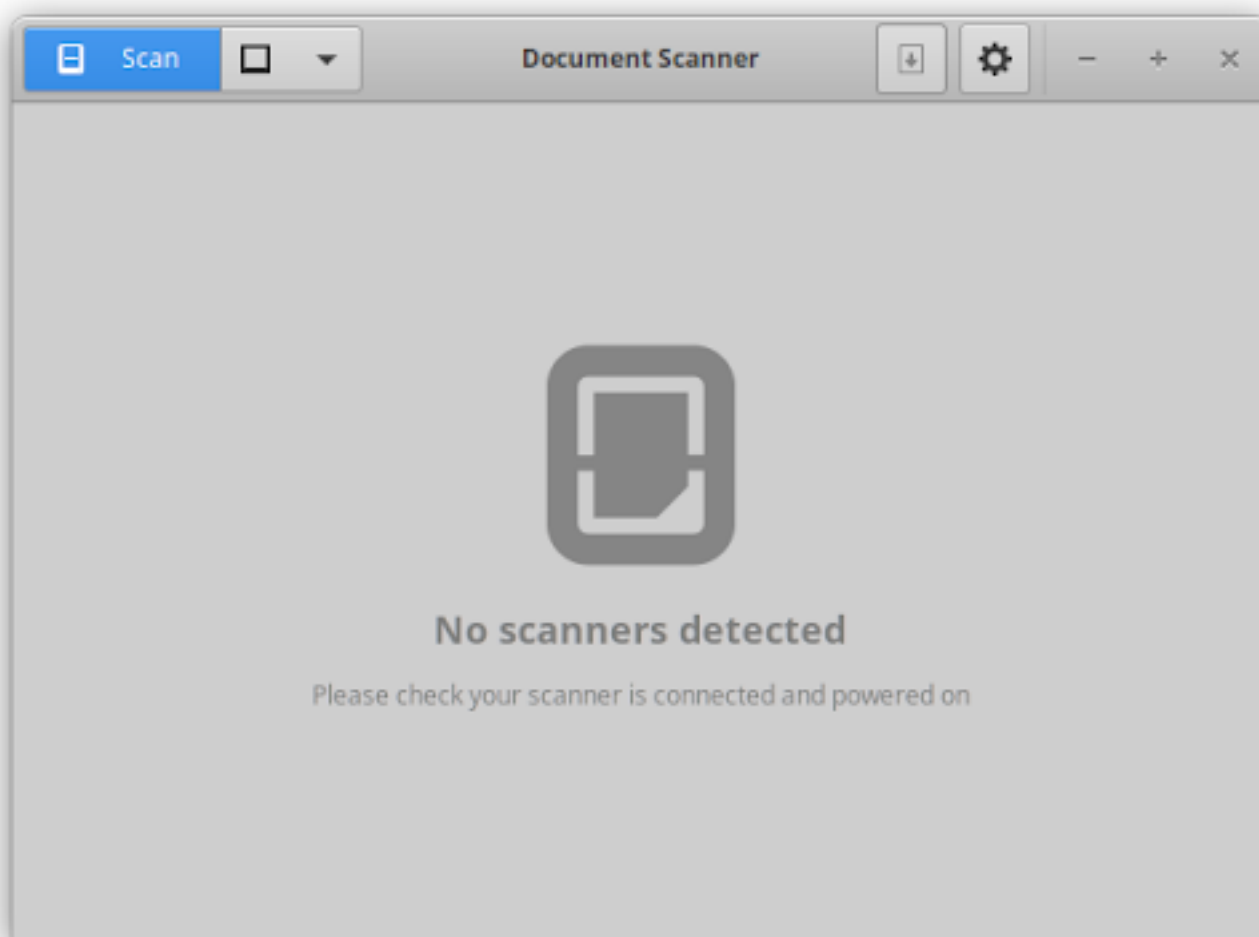 Scan
Document Scanner
No scanners detected
Please check your scanner is connected and powered on